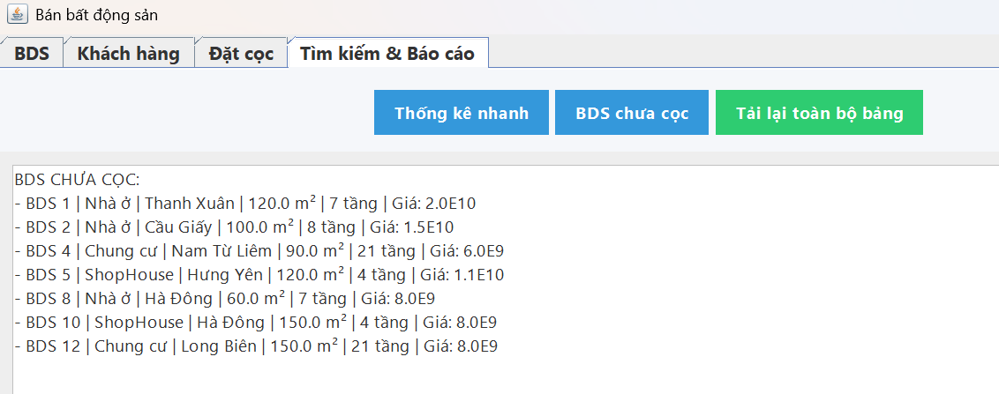 Bán bất động sản
BDS Khách hàng Đặt cọc Tìm kiếm & Báo cáo
Thống kê nhanh BDS chưa cọc Tải lại toàn bộ bảng
BDS CHƯA CỌC:
- BDS 1 | Nhà ở | Thanh Xuân | 120.0 m² | 7 tầng | Giá: 2.0E10
- BDS 2 | Nhà ở | Cầu Giấy | 100.0 m² | 8 tầng | Giá: 1.5E10
- BDS 4 | Chung cư | Nam Từ Liêm | 90.0 m² | 21 tầng | Giá: 6.0E9
- BDS 5 | ShopHouse | Hưng Yên | 120.0 m² | 4 tầng | Giá: 1.1E10
- BDS 8 | Nhà ở | Hà Đông | 60.0 m² | 7 tầng | Giá: 8.0E9
- BDS 10 | ShopHouse | Hà Đông | 150.0 m² | 4 tầng | Giá: 8.0E9
- BDS 12 | Chung cư | Long Biên | 150.0 m² | 21 tầng | Giá: 8.0E9